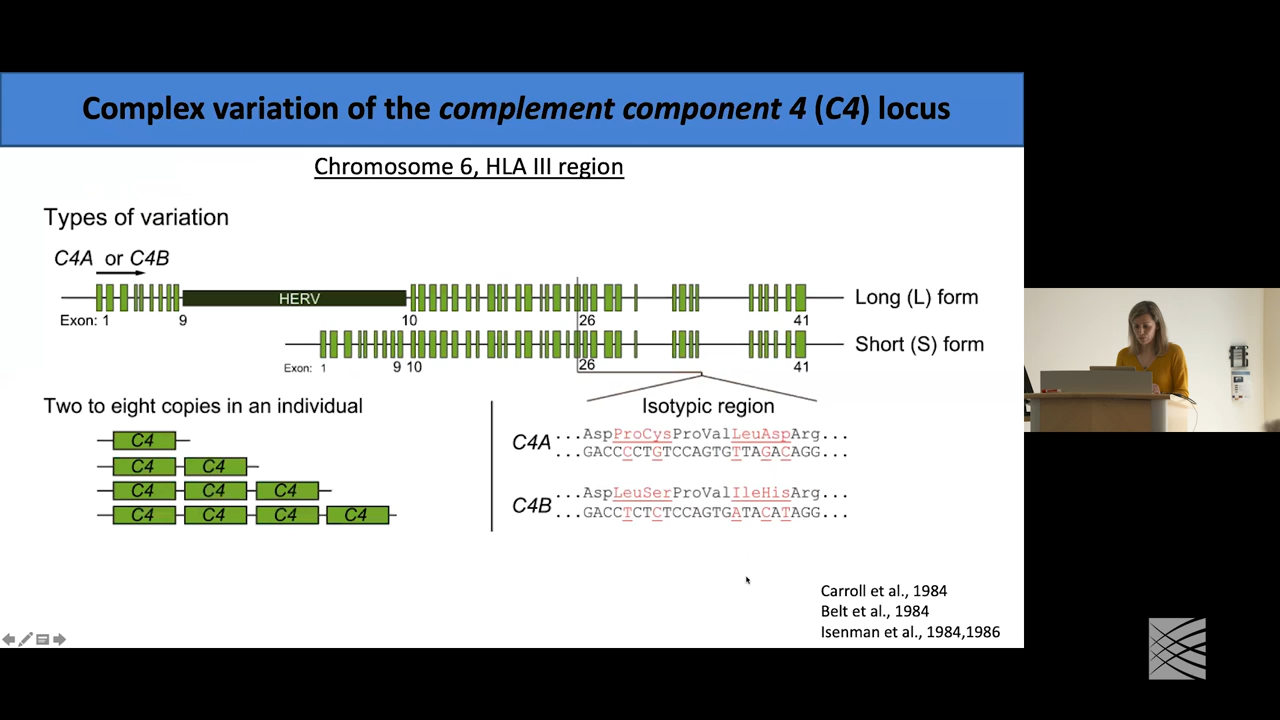 Complex variation of the complement component 4 (C4) locus
Chromosome 6, HLA III region
Types of variation
C4A or C4B
HERV
Long (L) form
Exon: 1 9 10 26 41
Short (S) form
Exon: 1 9 10 26 41
Two to eight copies in an individual
C4
C4 C4
C4 C4 C4
C4 C4 C4 C4
Isotypic region
C4A ...AspProCysProValLeuAspArg...
...GACCCCTGTCCAGTGTTAGACAGG...
C4B ...AspLeuSerProValIleHisArg...
...GACCTCTCTCCAGTGATACATAGG...
Carroll et al., 1984
Belt et al., 1984
Isenman et al., 1984,1986